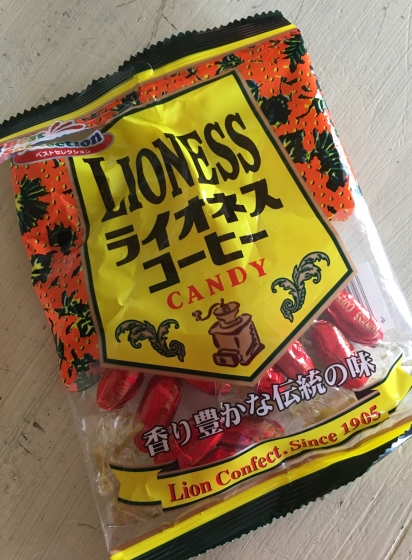 ベストセレクション
LIONESS
ライオネス
コーヒー
CANDY
香り豊かな伝統の味
Lion Confect. Since 1905